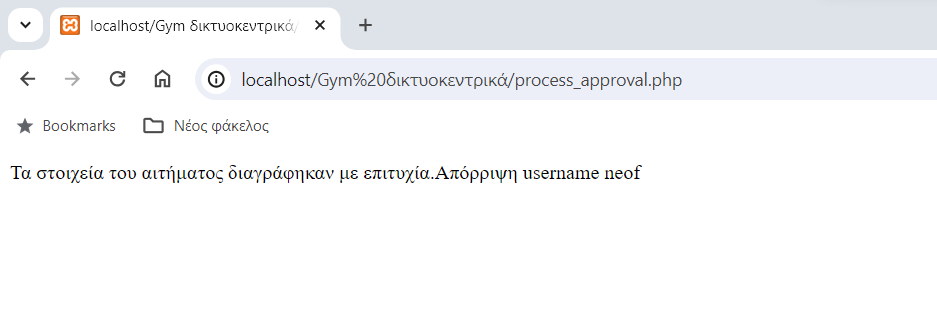 localhost/Gym δικτυοκεντρικά/
localhost/Gym%20δικτυοκεντρικά/process_approval.php
Bookmarks Νέος φάκελος
Τα στοιχεία του αιτήματος διαγράφηκαν με επιτυχία.Απόρριψη username neof